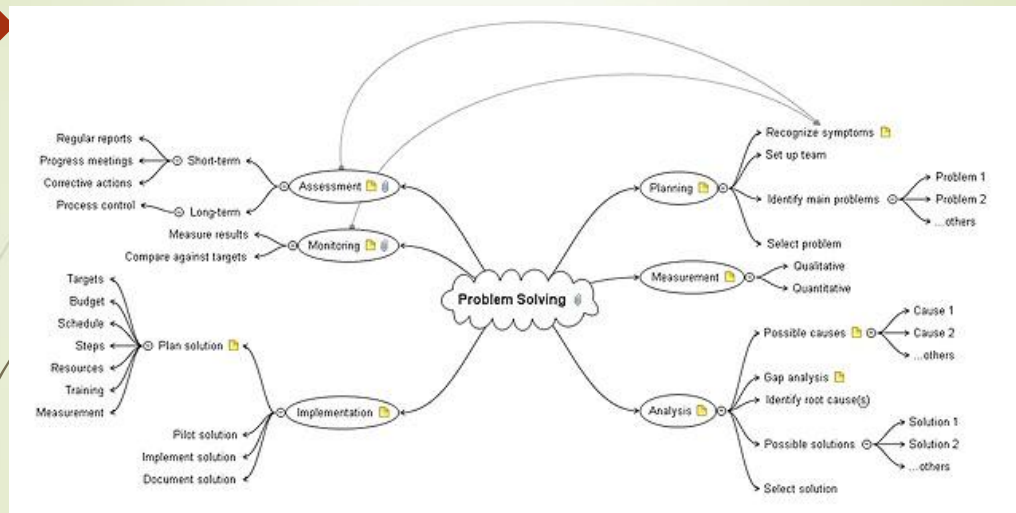 Problem Solving
Planning
Recognize symptoms
Set up team
Identify main problems
Problem 1
Problem 2
...others
Select problem
Measurement
Qualitative
Quantitative
Analysis
Possible causes
Cause 1
Cause 2
...others
Gap analysis
Identify root cause(s)
Possible solutions
Solution 1
Solution 2
...others
Select solution
Assessment
Short-term
Regular reports
Progress meetings
Corrective actions
Long-term
Process control
Monitoring
Measure results
Compare against targets
Implementation
Plan solution
Targets
Budget
Schedule
Steps
Resources
Training
Measurement
Pilot solution
Implement solution
Document solution